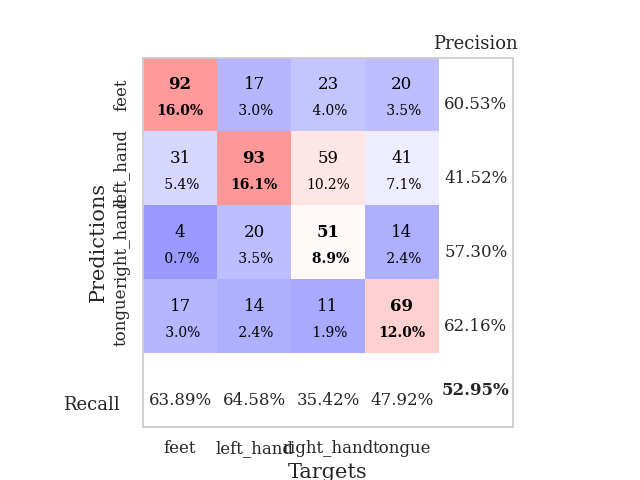 Precision
feet
92 17 23 20
16.0% 3.0% 4.0% 3.5%
60.53%
left_hand
31 93 59 41
5.4% 16.1% 10.2% 7.1%
41.52%
right_hand
4 20 51 14
0.7% 3.5% 8.9% 2.4%
57.30%
tongue
17 14 11 69
3.0% 2.4% 1.9% 12.0%
62.16%
Predictions
Recall
63.89% 64.58% 35.42% 47.92% 52.95%
feet left_hand right_hand tongue
Targets